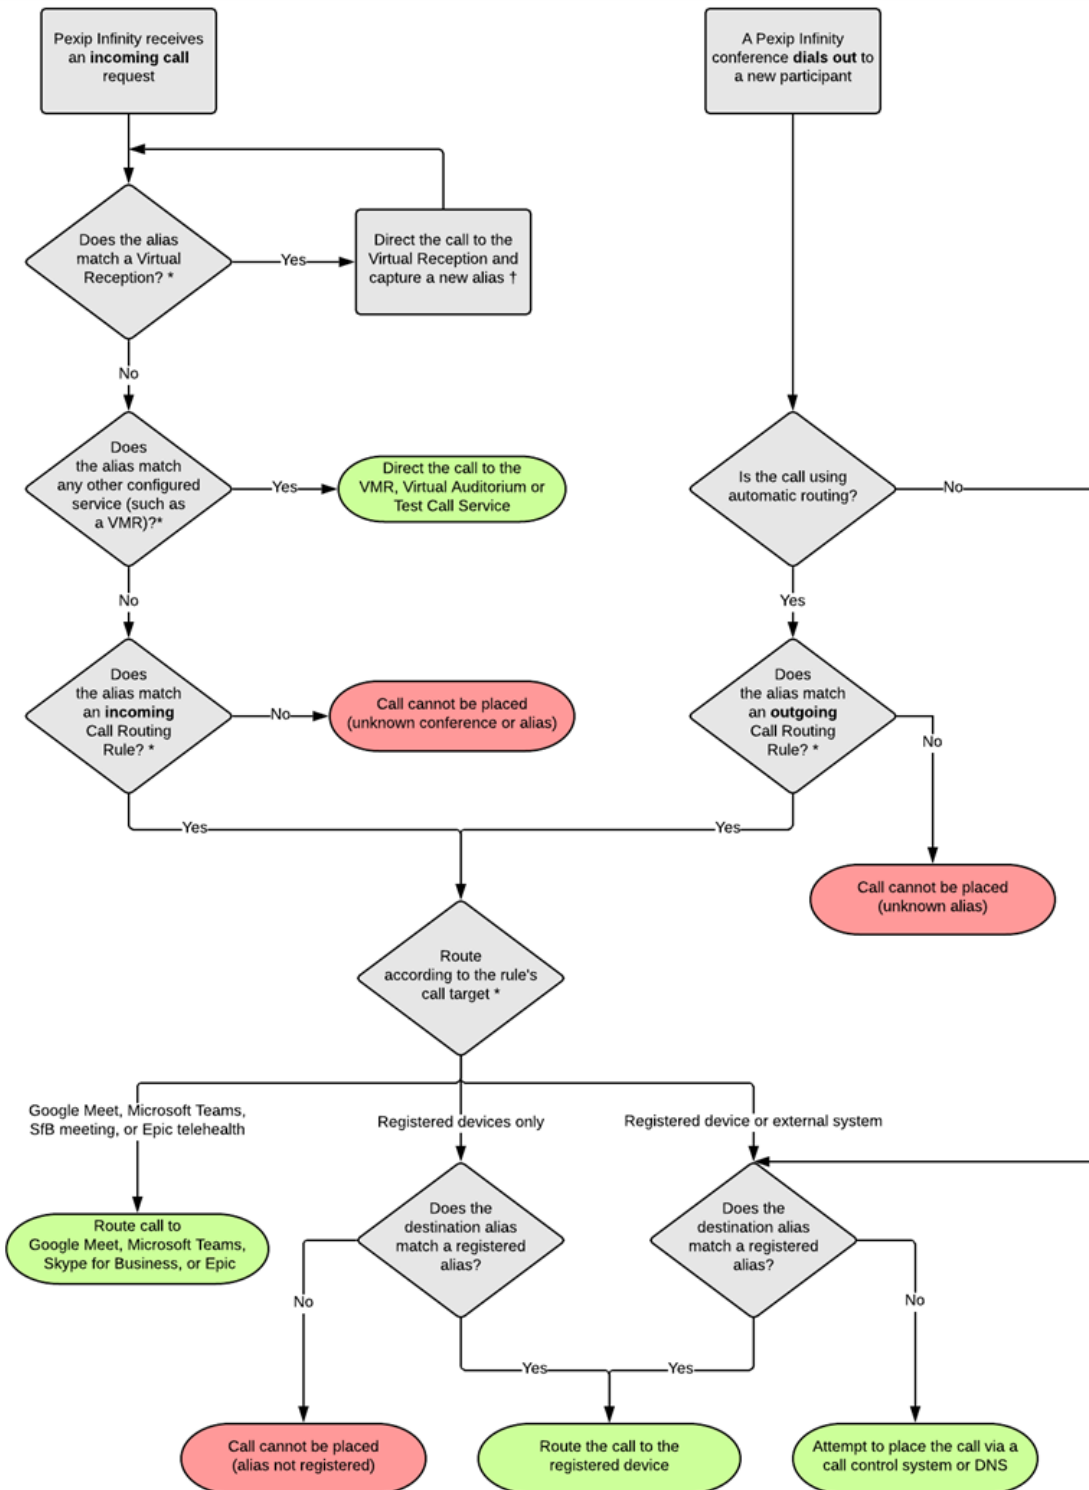 Pexip Infinity receives
an incoming call
request
A Pexip Infinity
conference dials out to
a new participant
Does the alias
match a Virtual
Reception? *
Yes
Direct the call to the
Virtual Reception and
capture a new alias †
No
Does
the alias match
any other configured
service (such as
a VMR)?*
Yes
Direct the call to the
VMR, Virtual Auditorium or
Test Call Service
Is the call using
automatic routing?
No
No
Yes
Does
the alias match
an incoming
Call Routing
Rule? *
No
Call cannot be placed
(unknown conference or alias)
Does
the alias match
an outgoing
Call Routing
Rule? *
No
Yes
Yes
Call cannot be placed
(unknown alias)
Route
according to the rule's
call target *
Google Meet, Microsoft Teams,
SfB meeting, or Epic telehealth
Registered devices only
Registered device or external system
Route call to
Google Meet, Microsoft Teams,
Skype for Business, or Epic
Does the
destination alias
match a registered
alias?
Does the
destination alias
match a registered
alias?
No
No
Yes
Yes
Call cannot be placed
(alias not registered)
Route the call to the
registered device
Attempt to place the call via a
call control system or DNS